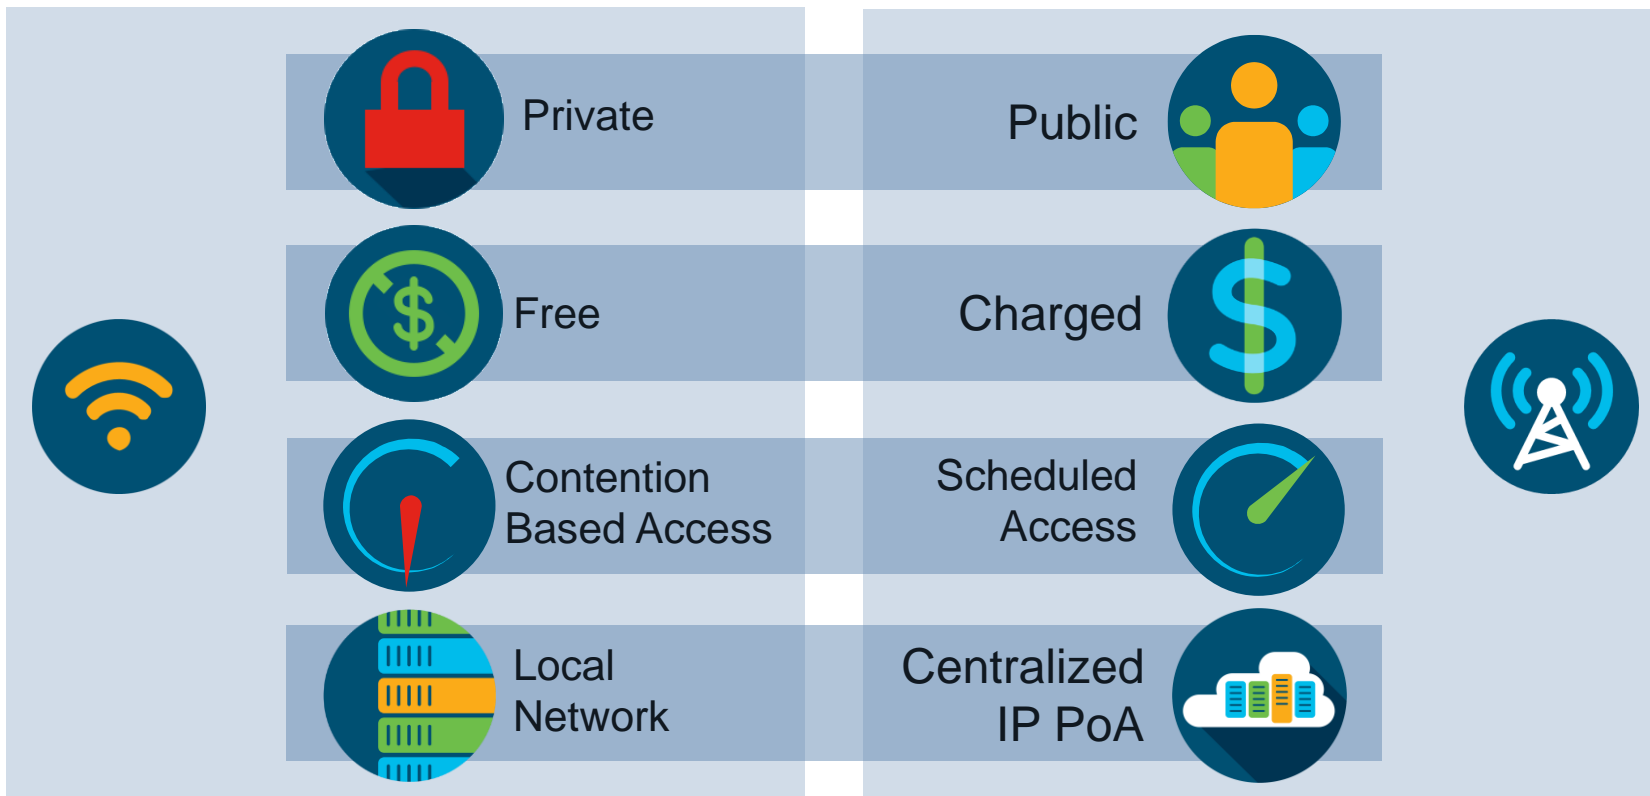 Private
Public
Free
Charged
Contention
Based Access
Scheduled
Access
Local
Network
Centralized
IP PoA